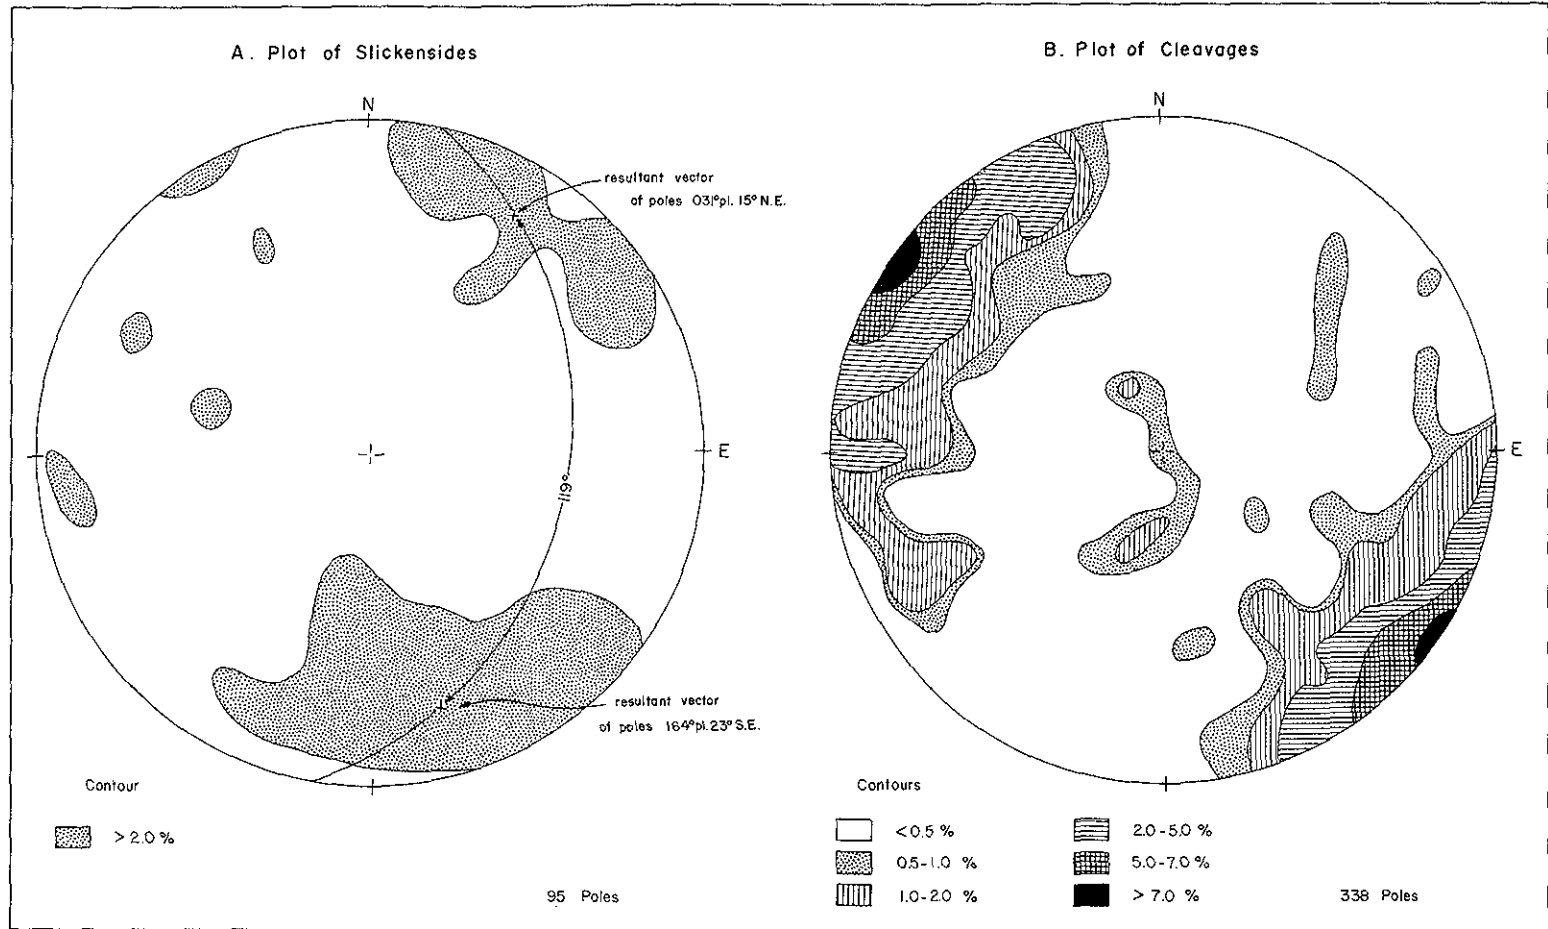 A. Plot of Slickensides
N
resultant vector
of poles 031°pl. 15° N.E.
E
119°
resultant vector
of poles 164°pl. 23° S.E.
Contour
> 2.0 %
95 Poles
B. Plot of Cleavages
N
E
Contours
< 0.5 %
0.5-1.0 %
1.0-2.0 %
2.0-5.0 %
5.0-7.0 %
> 7.0 %
338 Poles